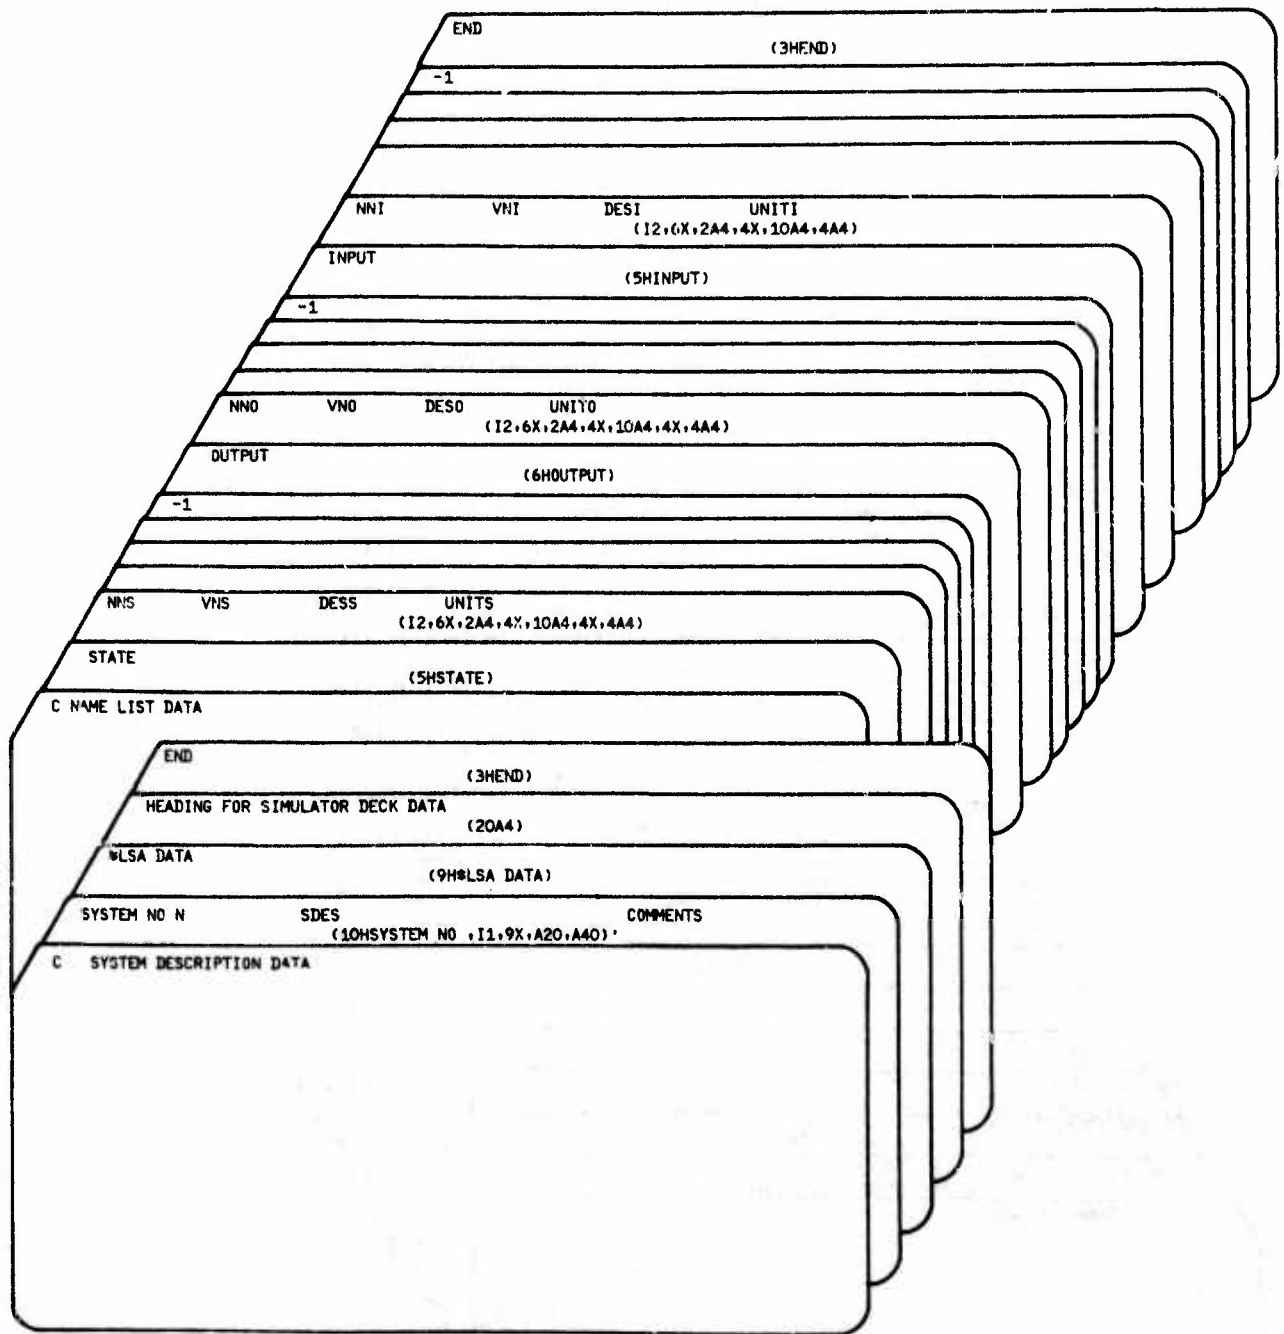 END
(3HEND)
-1
NNI VNI DESI UNITI
(I2,6X,2A4,4X,10A4,4A4)
INPUT
(5HINPUT)
-1
NNO VNO DESO UNITO
(I2,6X,2A4,4X,10A4,4X,4A4)
OUTPUT
(6HOUTPUT)
-1
NNS VNS DESS UNITS
(I2,6X,2A4,4X,10A4,4X,4A4)
STATE
(5HSTATE)
C NAME LIST DATA
END
(3HEND)
HEADING FOR SIMULATOR DECK DATA
(20A4)
*LSA DATA
(9H*LSA DATA)
SYSTEM NO N SDES COMMENTS
(10HSYSTEM NO ,I1,9X,A20,A40)
C SYSTEM DESCRIPTION DATA